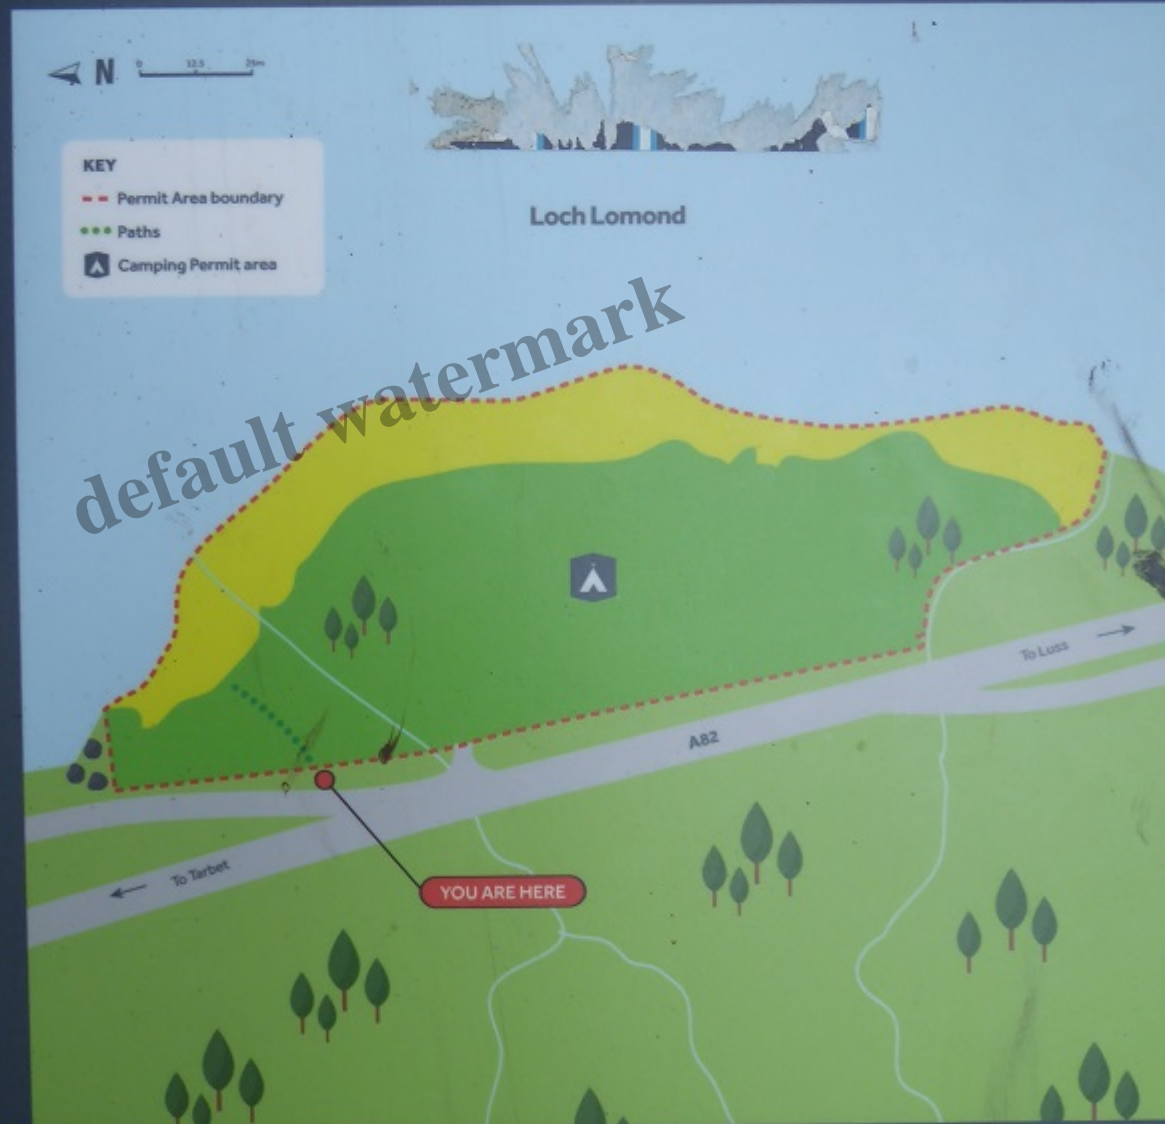 N
0 12.5 25m
KEY
Permit Area boundary
Paths
Camping Permit area
Loch Lomond
default watermark
To Luss
A82
To Tarbet
YOU ARE HERE